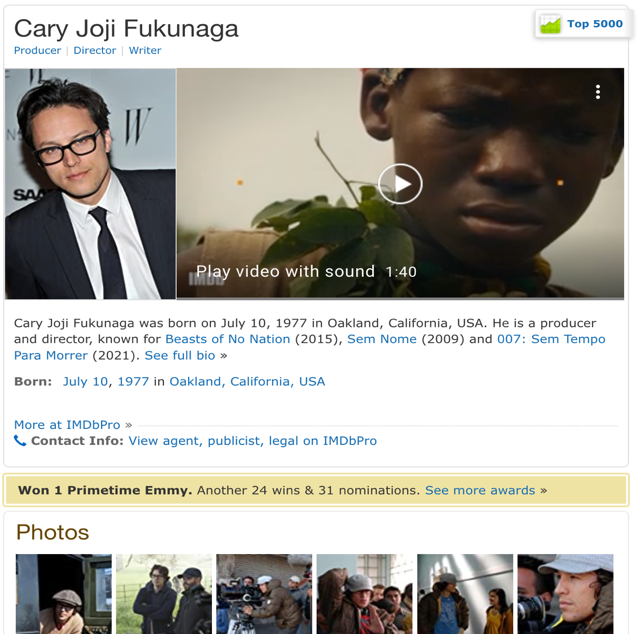 Cary Joji Fukunaga
Top 5000
Producer | Director | Writer
W
SAA
Play video with sound 1:40
IMDb
Cary Joji Fukunaga was born on July 10, 1977 in Oakland, California, USA. He is a producer
and director, known for Beasts of No Nation (2015), Sem Nome (2009) and 007: Sem Tempo
Para Morrer (2021). See full bio »
Born: July 10, 1977 in Oakland, California, USA
More at IMDbPro »
Contact Info: View agent, publicist, legal on IMDbPro
Won 1 Primetime Emmy. Another 24 wins & 31 nominations. See more awards »
Photos